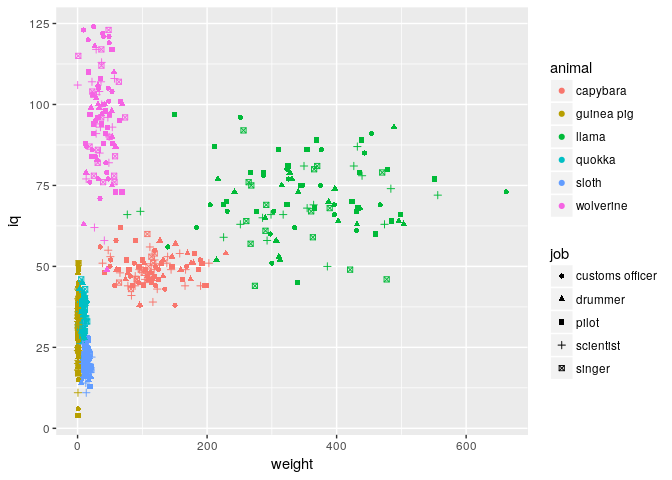 125
100
75
50
25
0
iq
0 200 400 600
weight
animal
capybara
guinea pig
llama
quokka
sloth
wolverine
job
customs officer
drummer
pilot
scientist
singer